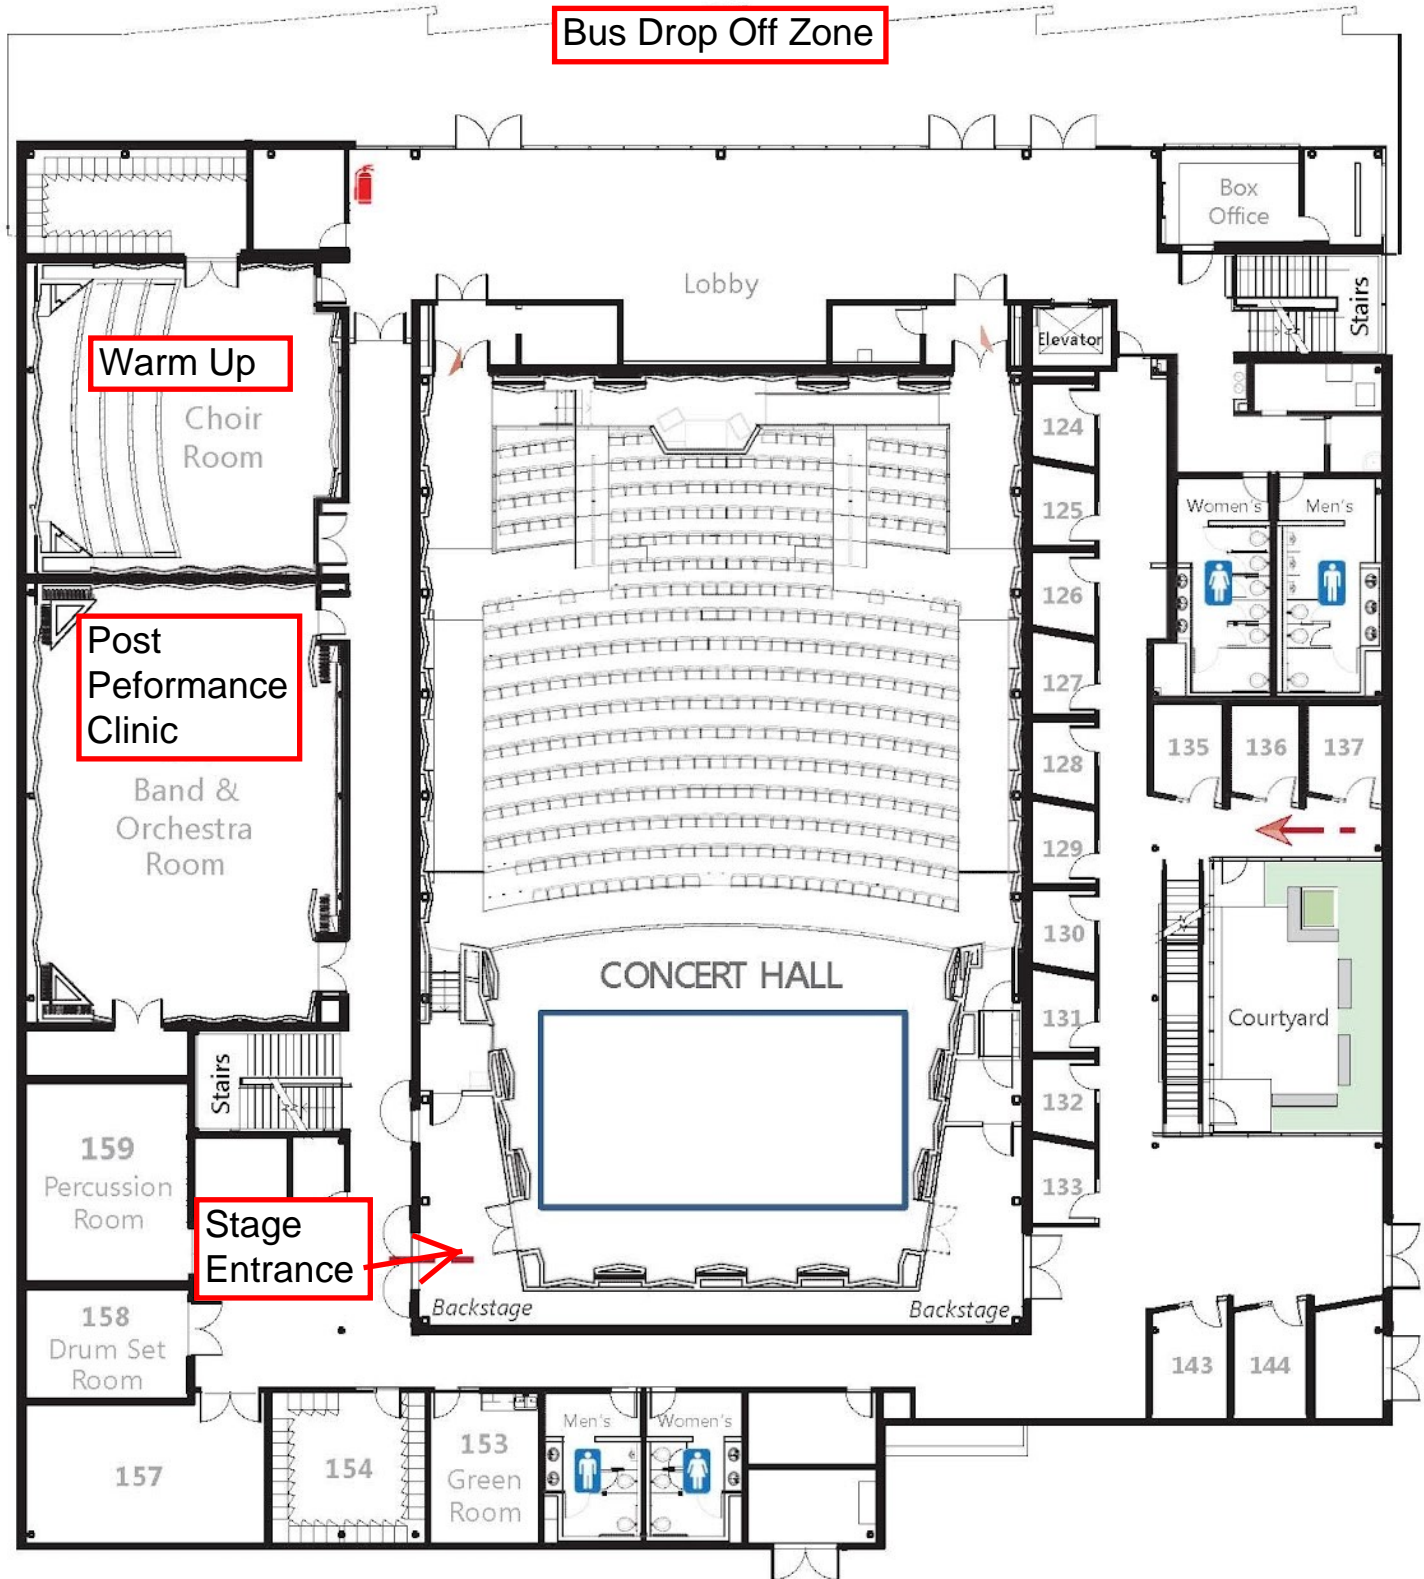 Bus Drop Off Zone
Box
Office
Lobby
Stairs
Elevator
Warm Up
Choir
Room
124
125
126
127
128
129
130
131
132
133
Women's
Men's
Post
Peformance
Clinic
Band &
Orchestra
Room
135
136
137
CONCERT HALL
Courtyard
Stairs
159
Percussion
Room
Stage
Entrance
Backstage
Backstage
158
Drum Set
Room
143
144
157
154
153
Green
Room
Men's
Women's